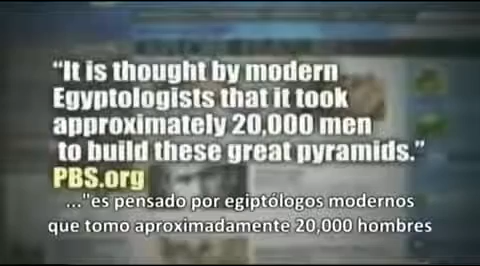 “It is thought by modern
Egyptologists that it took
approximately 20,000 men
to build these great pyramids.”
PBS.org
..."es pensado por egiptólogos modernos
que tomo aproximadamente 20,000 hombres